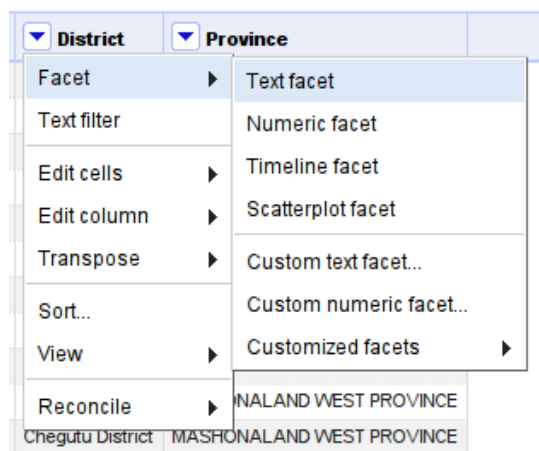 District Province
Facet
Text filter
Edit cells
Edit column
Transpose
Sort...
View
Reconcile
Text facet
Numeric facet
Timeline facet
Scatterplot facet
Custom text facet...
Custom numeric facet...
Customized facets
WEST PROVINCE
Chegutu District MASHONALAND WEST PROVINCE